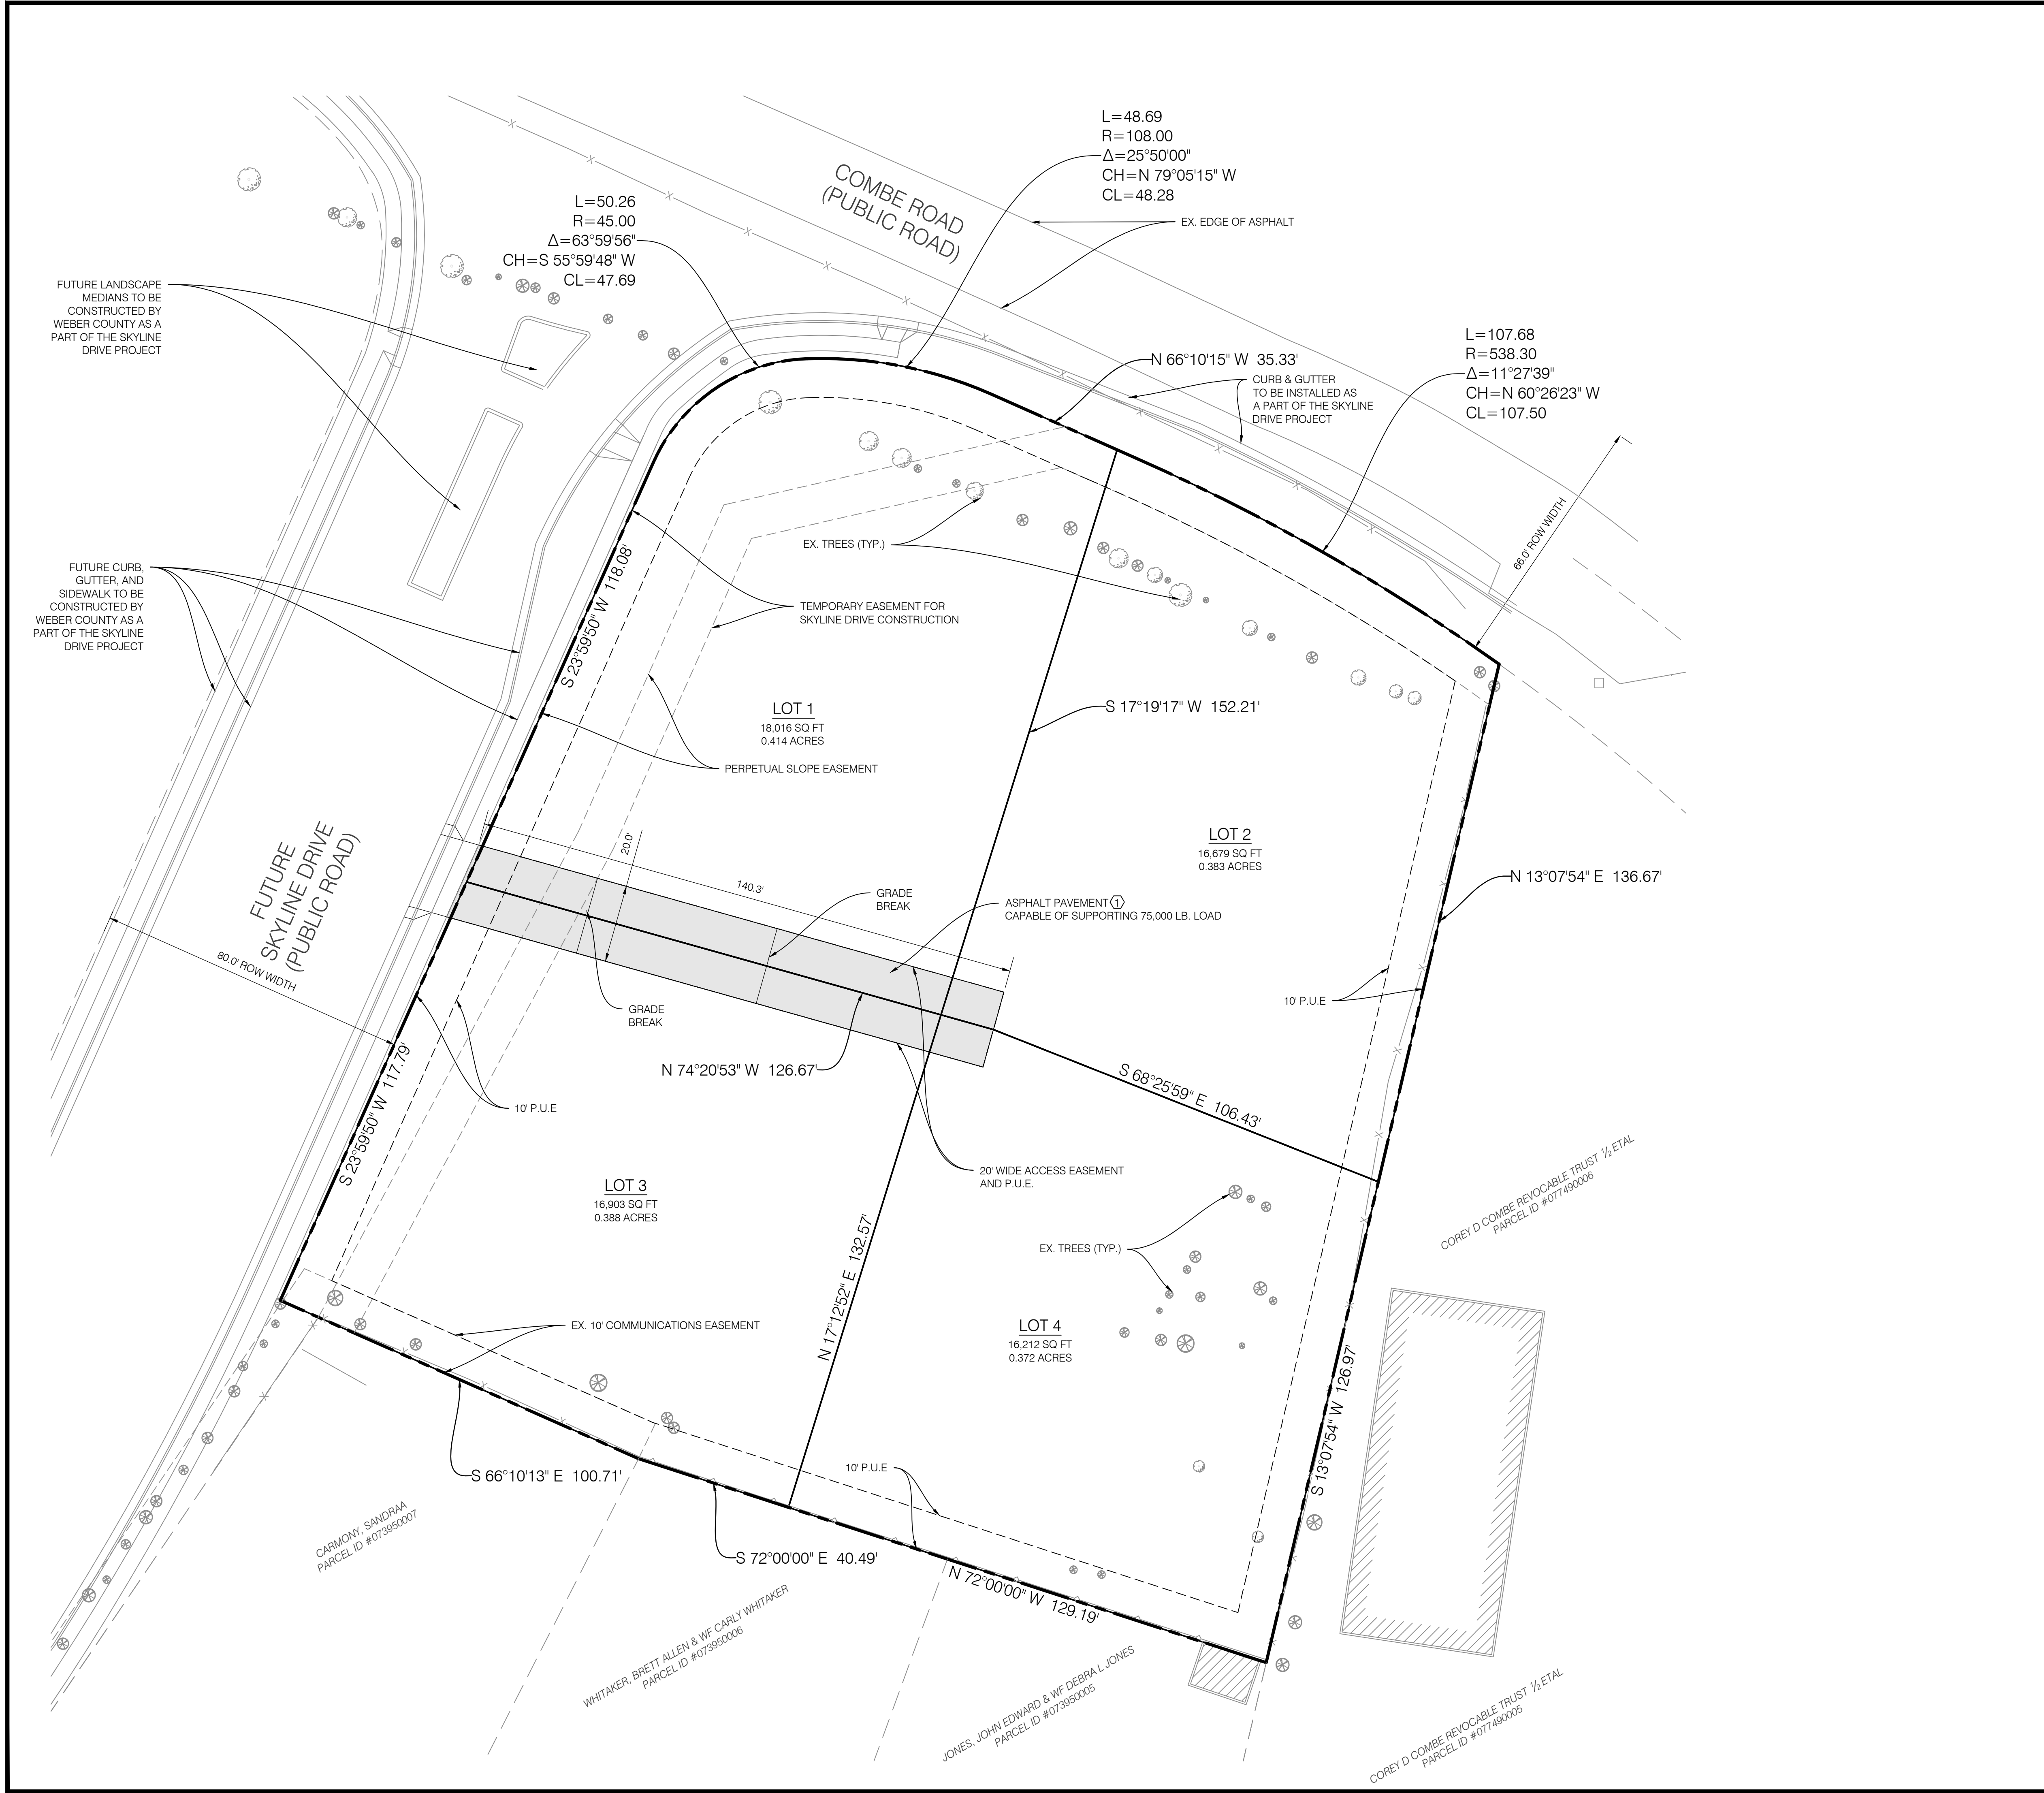 L=48.69
R=108.00
Δ=25°50'00"
CH=N 79°05'15" W
CL=48.28
COMBE ROAD
(PUBLIC ROAD)
L=50.26
R=45.00
Δ=63°59'56"
CH=S 55°59'48" W
CL=47.69
EX. EDGE OF ASPHALT
FUTURE LANDSCAPE
MEDIANS TO BE
CONSTRUCTED BY
WEBER COUNTY AS A
PART OF THE SKYLINE
DRIVE PROJECT
L=107.68
R=538.30
Δ=11°27'39"
CH=N 60°26'23" W
CL=107.50
N 66°10'15" W 35.33'
CURB & GUTTER
TO BE INSTALLED AS
A PART OF THE SKYLINE
DRIVE PROJECT
66.0' ROW WIDTH
EX. TREES (TYP.)
FUTURE CURB,
GUTTER, AND
SIDEWALK TO BE
CONSTRUCTED BY
WEBER COUNTY AS A
PART OF THE SKYLINE
DRIVE PROJECT
S 23°59'50" W 118.08'
TEMPORARY EASEMENT FOR
SKYLINE DRIVE CONSTRUCTION
LOT 1
18,016 SQ FT
0.414 ACRES
S 17°19'17" W 152.21'
PERPETUAL SLOPE EASEMENT
LOT 2
16,679 SQ FT
0.383 ACRES
20.0'
140.3'
N 13°07'54" E 136.67'
GRADE
BREAK
ASPHALT PAVEMENT 1
CAPABLE OF SUPPORTING 75,000 LB. LOAD
FUTURE
SKYLINE DRIVE
(PUBLIC ROAD)
80.0' ROW WIDTH
GRADE
BREAK
10' P.U.E
N 74°20'53" W 126.67'
S 68°25'59" E 106.43'
10' P.U.E
S 23°59'50" W 117.79'
20' WIDE ACCESS EASEMENT
AND P.U.E.
LOT 3
16,903 SQ FT
0.388 ACRES
COREY D COMBE REVOCABLE TRUST ½ ETAL
PARCEL ID #077490006
N 17°12'52" E 132.57'
EX. TREES (TYP.)
EX. 10' COMMUNICATIONS EASEMENT
LOT 4
16,212 SQ FT
0.372 ACRES
S 13°07'54" W 126.97'
S 66°10'13" E 100.71'
10' P.U.E
CARMONY, SANDRAA
PARCEL ID #073950007
S 72°00'00" E 40.49'
N 72°00'00" W 129.19'
WHITAKER, BRETT ALLEN & WF CARLY WHITAKER
PARCEL ID #073950006
JONES, JOHN EDWARD & WF DEBRA L JONES
PARCEL ID #073950005
COREY D COMBE REVOCABLE TRUST ½ ETAL
PARCEL ID #077490005